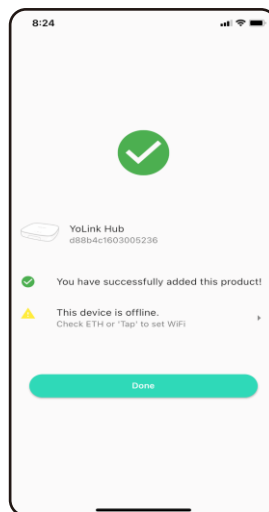 8:24
YoLink Hub
d88b4c1603005236
You have successfully added this product!
This device is offline.
Check ETH or 'Tap' to set WiFi
Done